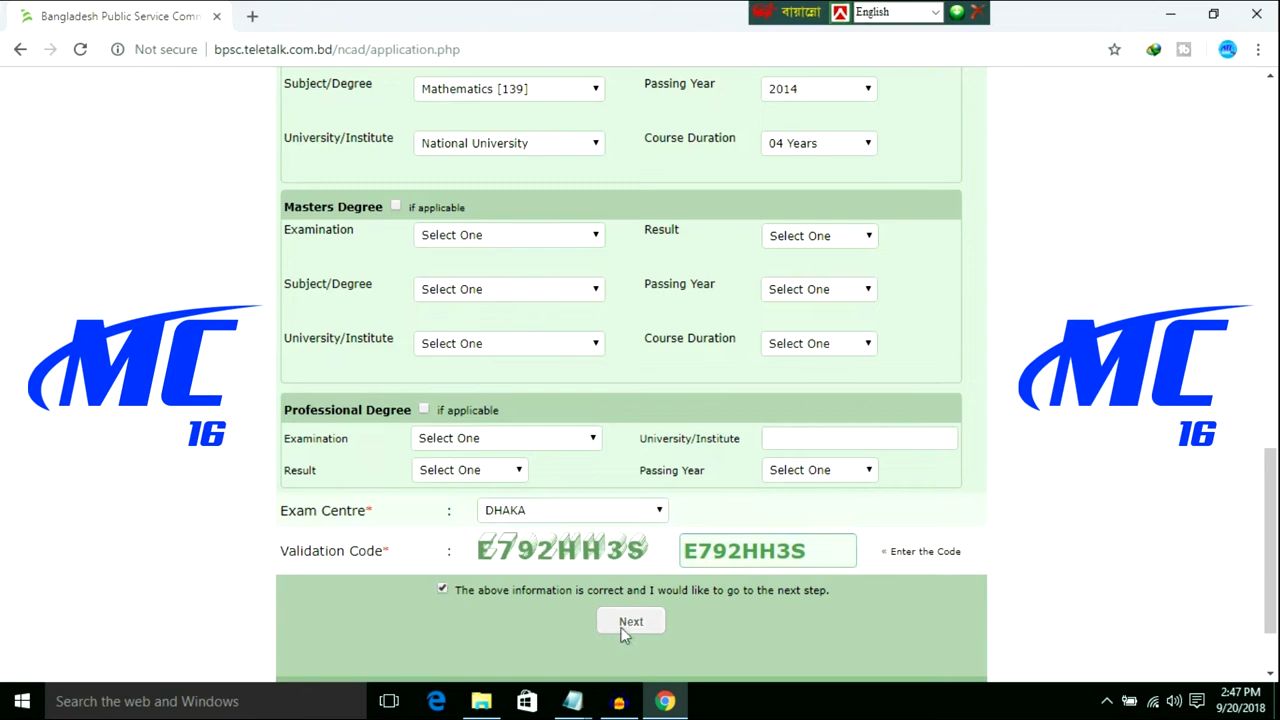 Bangladesh Public Service Comm
বায়ান্নো
English
Not secure
bpsc.teletalk.com.bd/ncad/application.php
Subject/Degree Mathematics [139] Passing Year 2014
University/Institute National University Course Duration 04 Years
Masters Degree if applicable
Examination Select One Result Select One
Subject/Degree Select One Passing Year Select One
University/Institute Select One Course Duration Select One
MC 16
MC 16
Professional Degree if applicable
Examination Select One University/Institute
Result Select One Passing Year Select One
Exam Centre* : DHAKA
Validation Code* : E792HH3S E792HH3S « Enter the Code
The above information is correct and I would like to go to the next step.
Next
Search the web and Windows
2:47 PM
9/20/2018